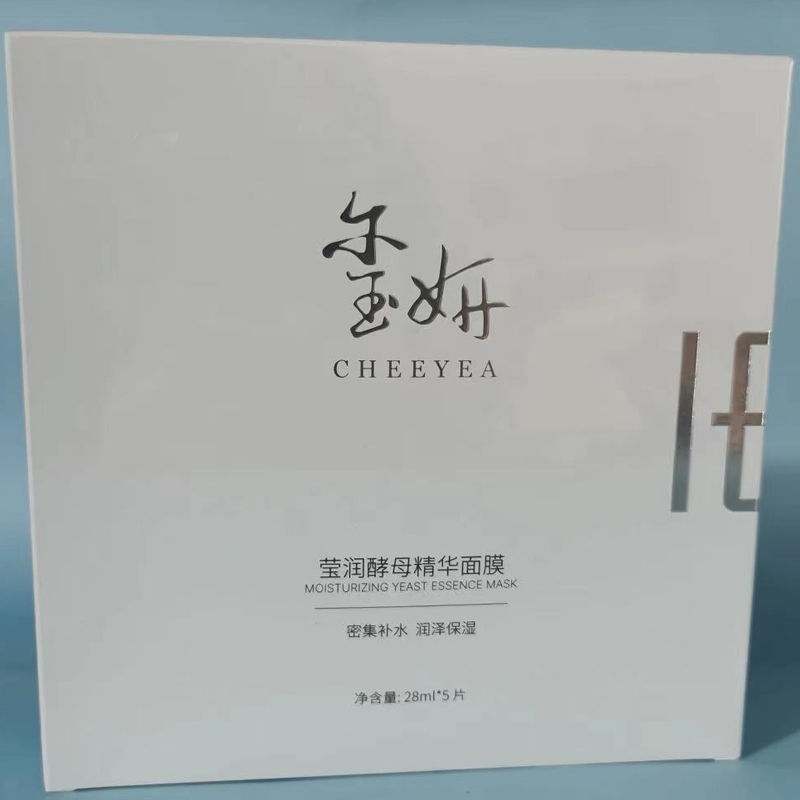 玺妍
CHEEYEA
莹润酵母精华面膜
MOISTURIZING YEAST ESSENCE MASK
密集补水 润泽保湿
净含量: 28ml*5 片